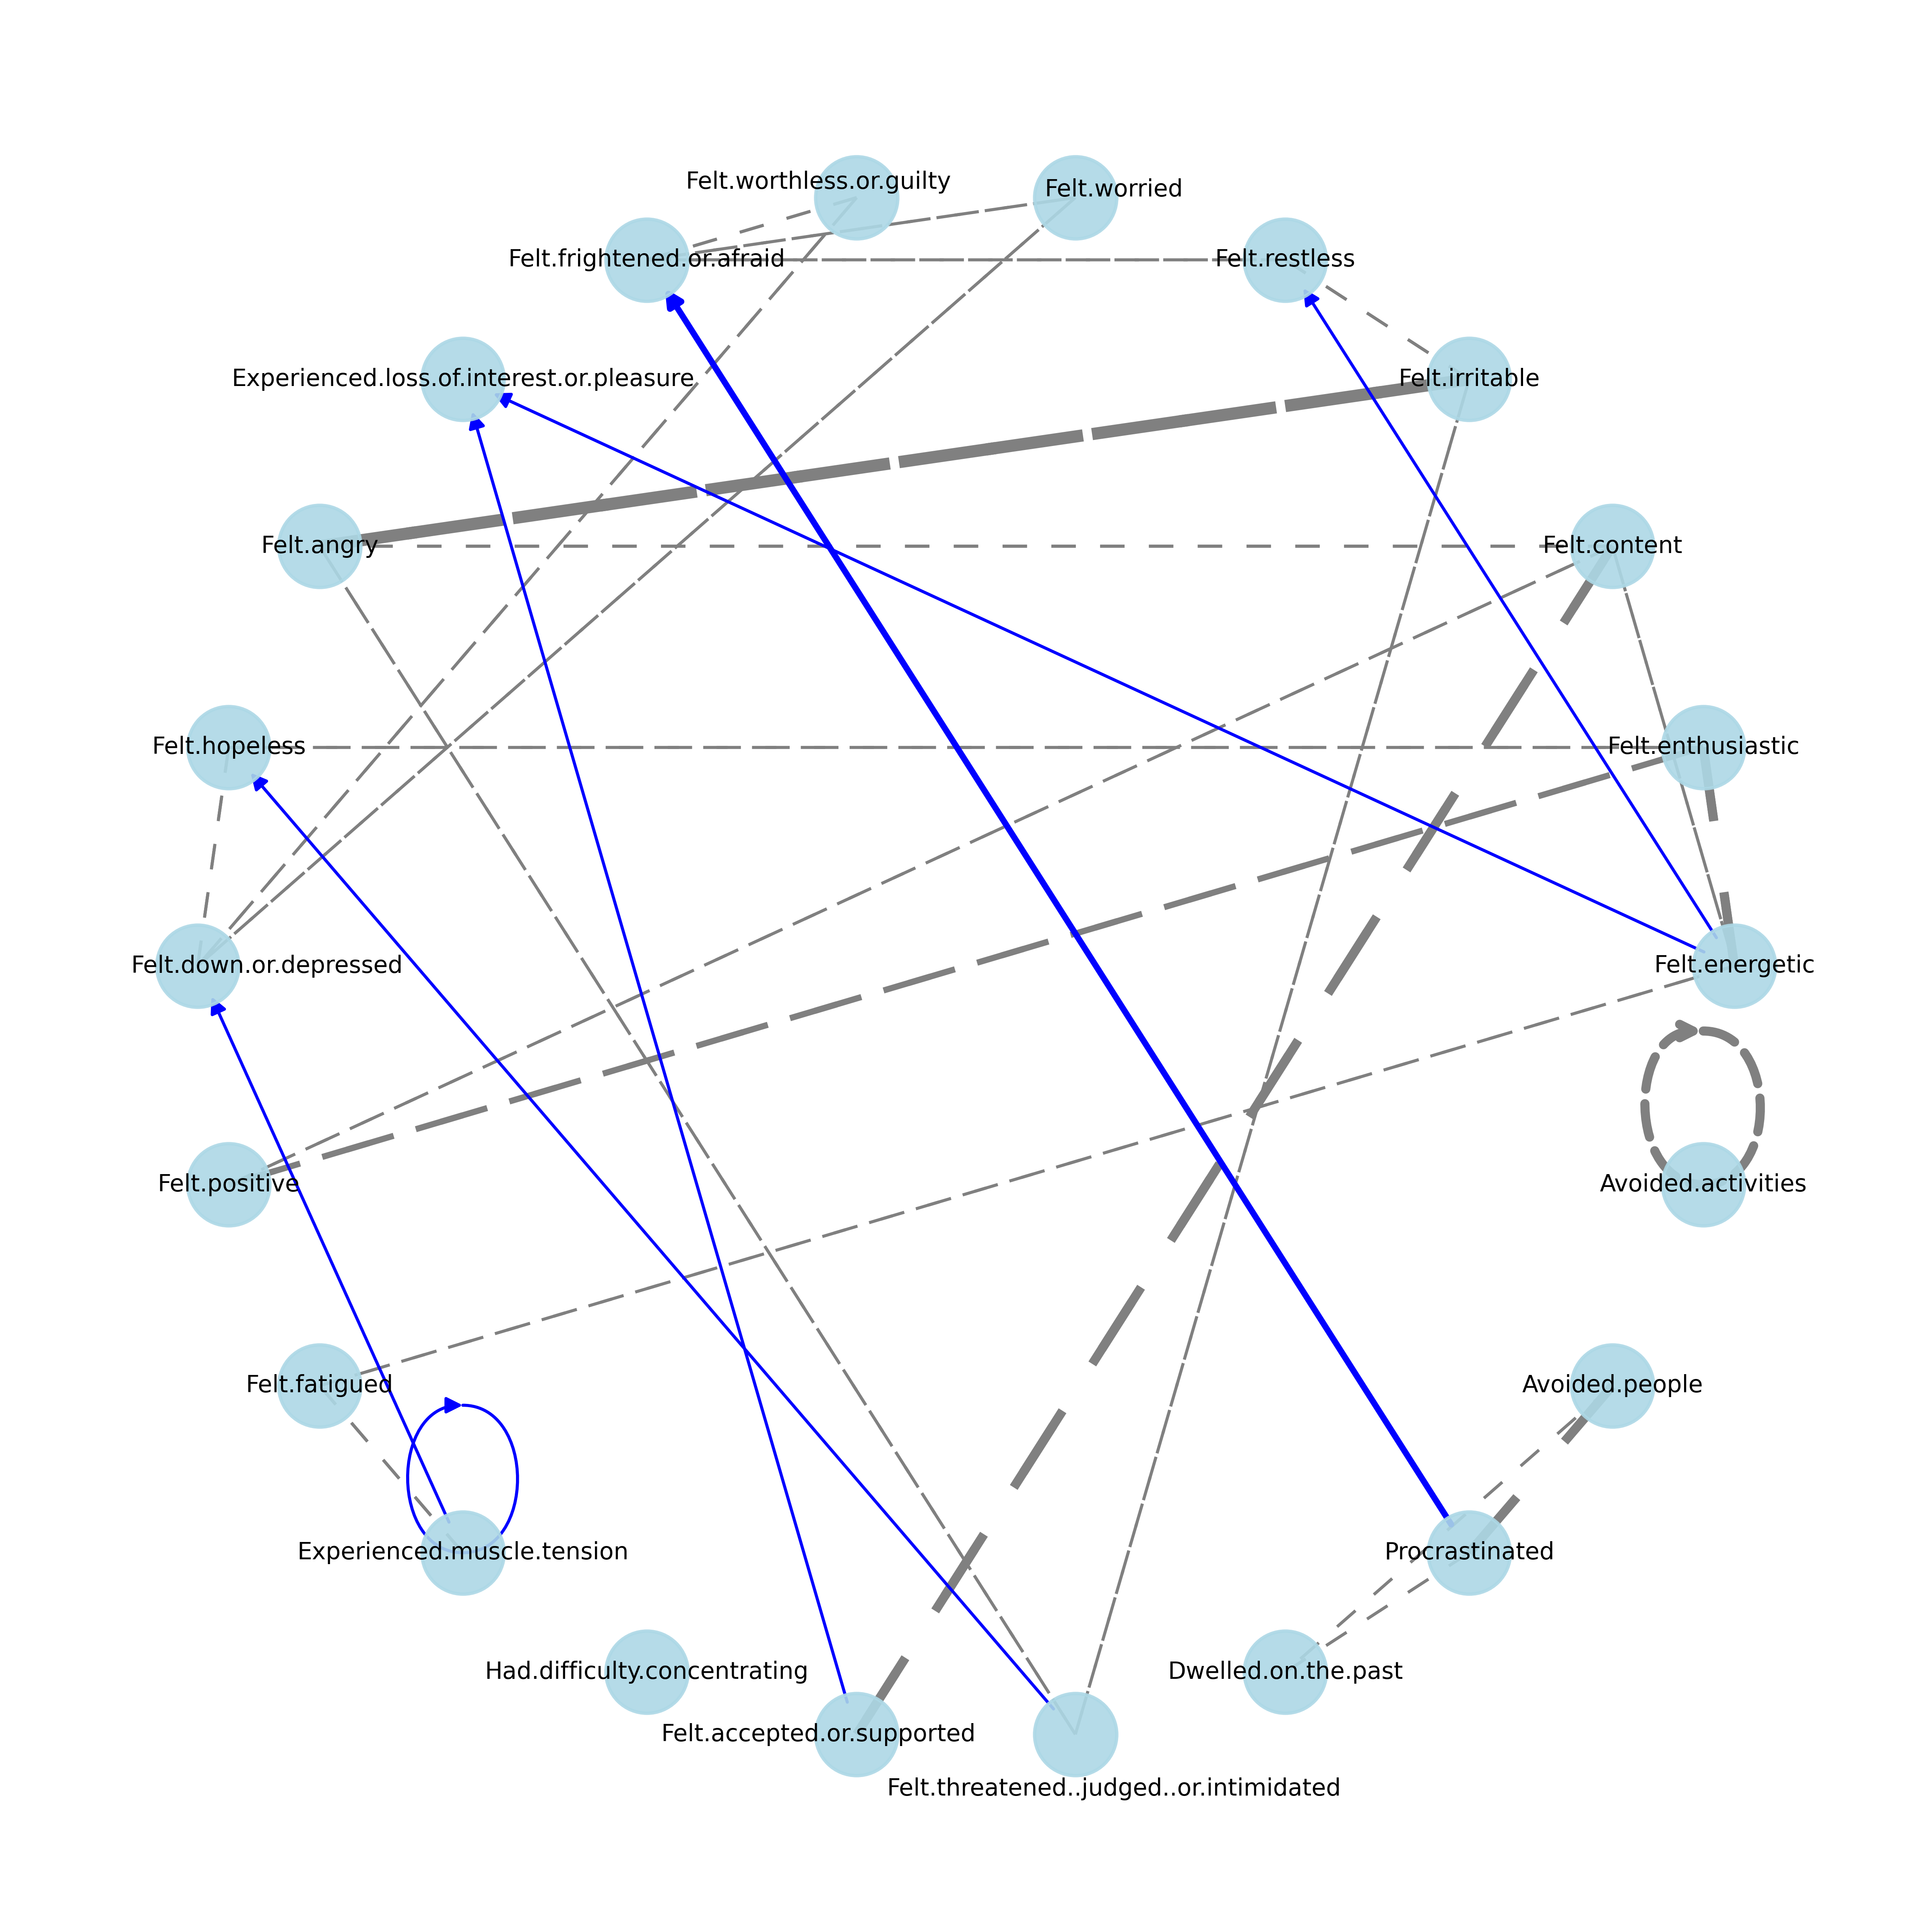 Felt.worthless.or.guilty
Felt.worried
Felt.frightened.or.afraid
Felt.restless
Experienced.loss.of.interest.or.pleasure
Felt.irritable
Felt.angry
Felt.content
Felt.hopeless
Felt.enthusiastic
Felt.down.or.depressed
Felt.energetic
Felt.positive
Avoided.activities
Felt.fatigued
Avoided.people
Experienced.muscle.tension
Procrastinated
Had.difficulty.concentrating
Dwelled.on.the.past
Felt.accepted.or.supported
Felt.threatened..judged..or.intimidated